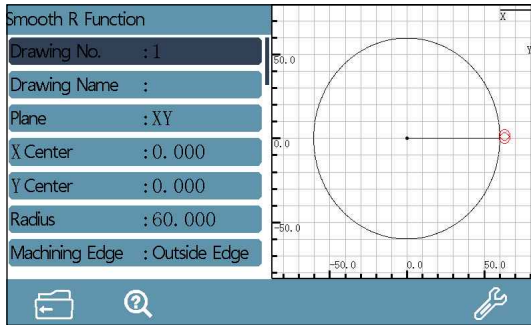 Smooth R Function
Drawing No. :1
Drawing Name :
Plane :XY
X Center :0.000
Y Center :0.000
Radius :60.000
Machining Edge :Outside Edge
X
Y
50.0
0.0
-50.0
-50.0 0.0 50.0